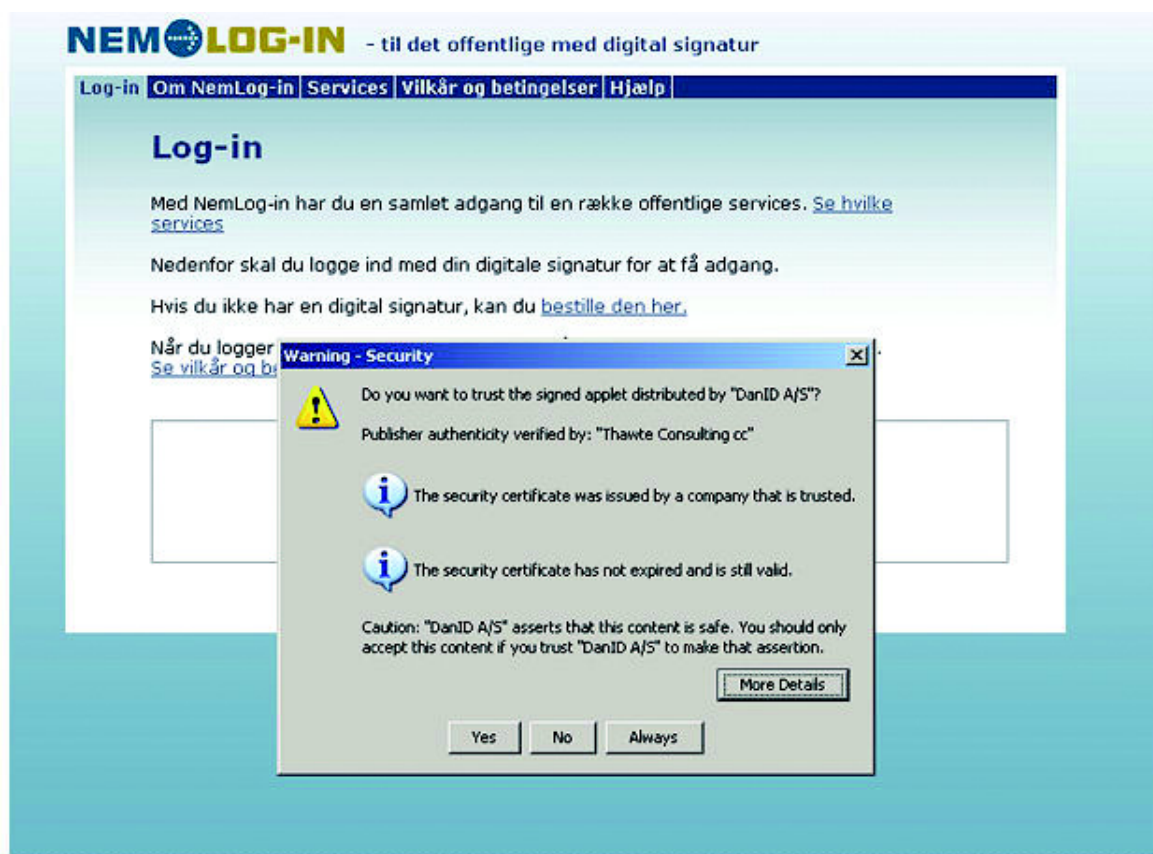 NEM LOG-IN - til det offentlige med digital signatur
Log-in Om NemLog-in Services Vilkår og betingelser Hjælp
Log-in
Med NemLog-in har du en samlet adgang til en række offentlige services. Se hvilke
services
Nedenfor skal du logge ind med din digitale signatur for at få adgang.
Hvis du ikke har en digital signatur, kan du bestille den her.
Når du logger
Se vilkår og be
Warning - Security
Do you want to trust the signed applet distributed by "DanID A/S"?
Publisher authenticity verified by: "Thawte Consulting cc"
The security certificate was issued by a company that is trusted.
The security certificate has not expired and is still valid.
Caution: "DanID A/S" asserts that this content is safe. You should only
accept this content if you trust "DanID A/S" to make that assertion.
More Details
Yes No Always